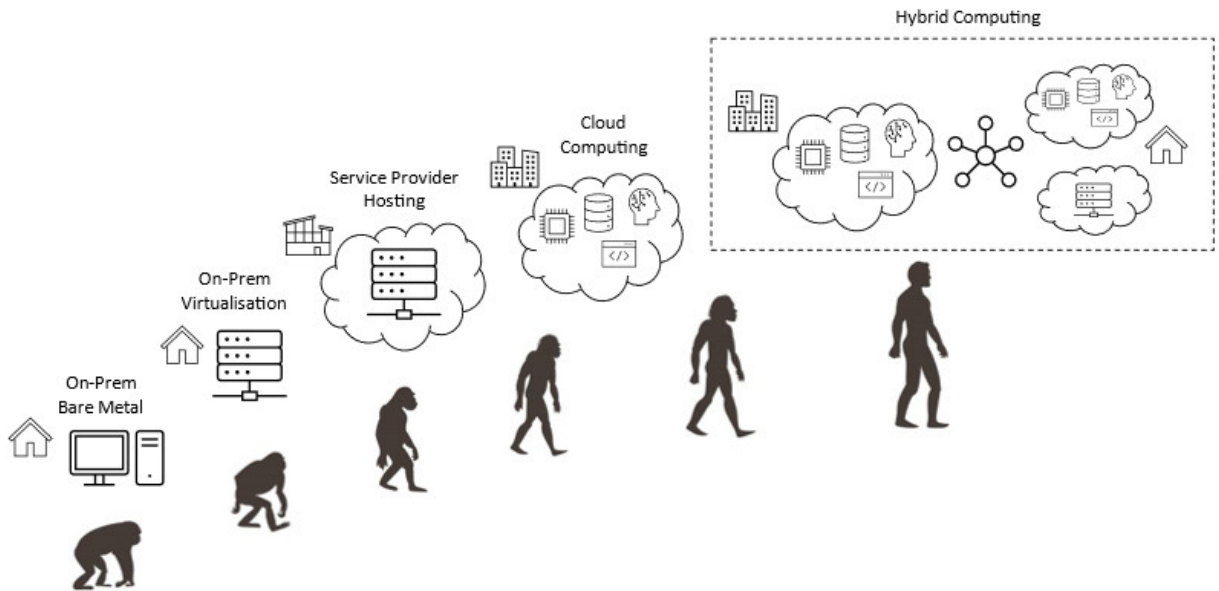 On-Prem
Bare Metal
On-Prem
Virtualisation
Service Provider
Hosting
Cloud
Computing
</>
Hybrid Computing
</>
</>